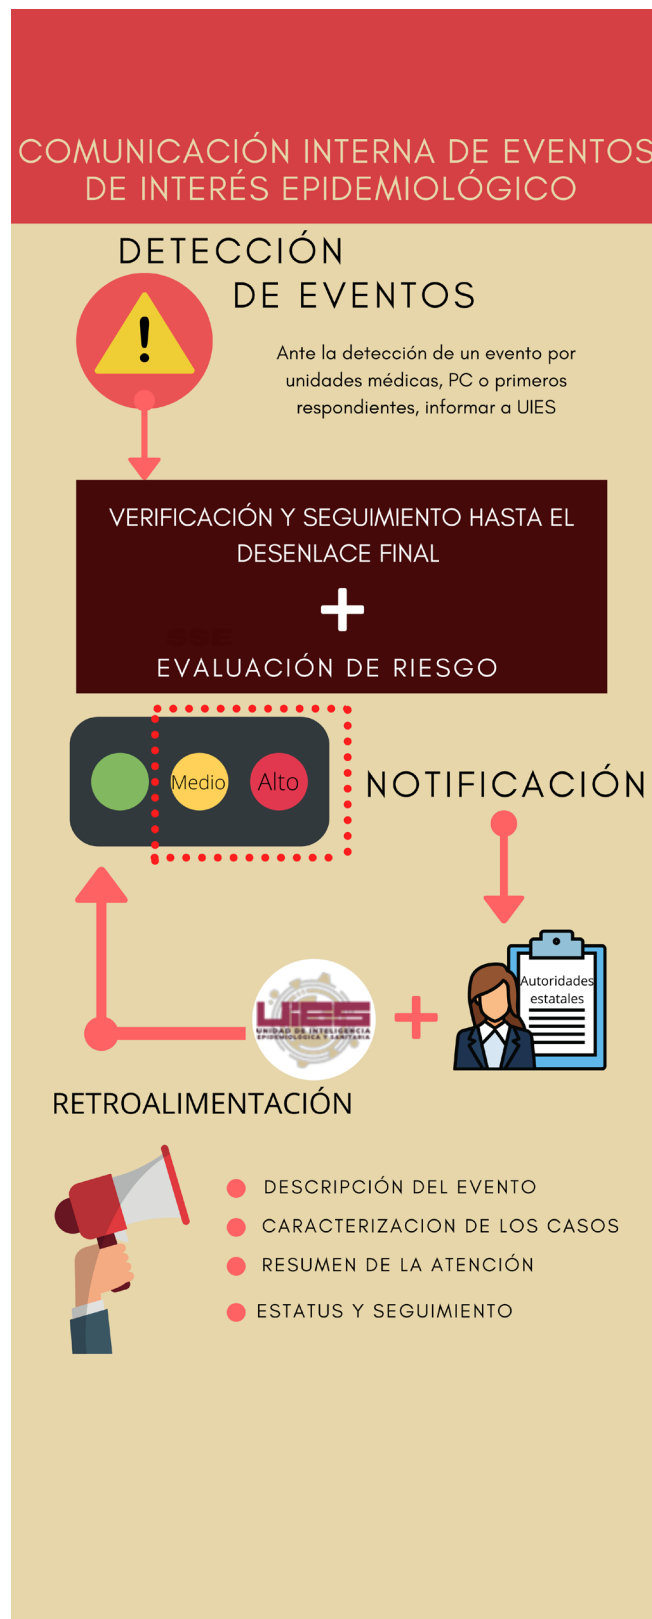 COMUNICACIÓN INTERNA DE EVENTOS
DE INTERÉS EPIDEMIOLÓGICO
DETECCIÓN
DE EVENTOS
Ante la detección de un evento por
unidades médicas, PC o primeros
respondientes, informar a UIES
VERIFICACIÓN Y SEGUIMIENTO HASTA EL
DESENLACE FINAL
+
EVALUACIÓN DE RIESGO
Medio
Alto
NOTIFICACIÓN
Autoridades
estatales
UIES
UNIDAD DE INTELIGENCIA
EPIDEMIOLÓGICA Y SANITARIA
+
RETROALIMENTACIÓN
DESCRIPCIÓN DEL EVENTO
CARACTERIZACION DE LOS CASOS
RESUMEN DE LA ATENCIÓN
ESTATUS Y SEGUIMIENTO